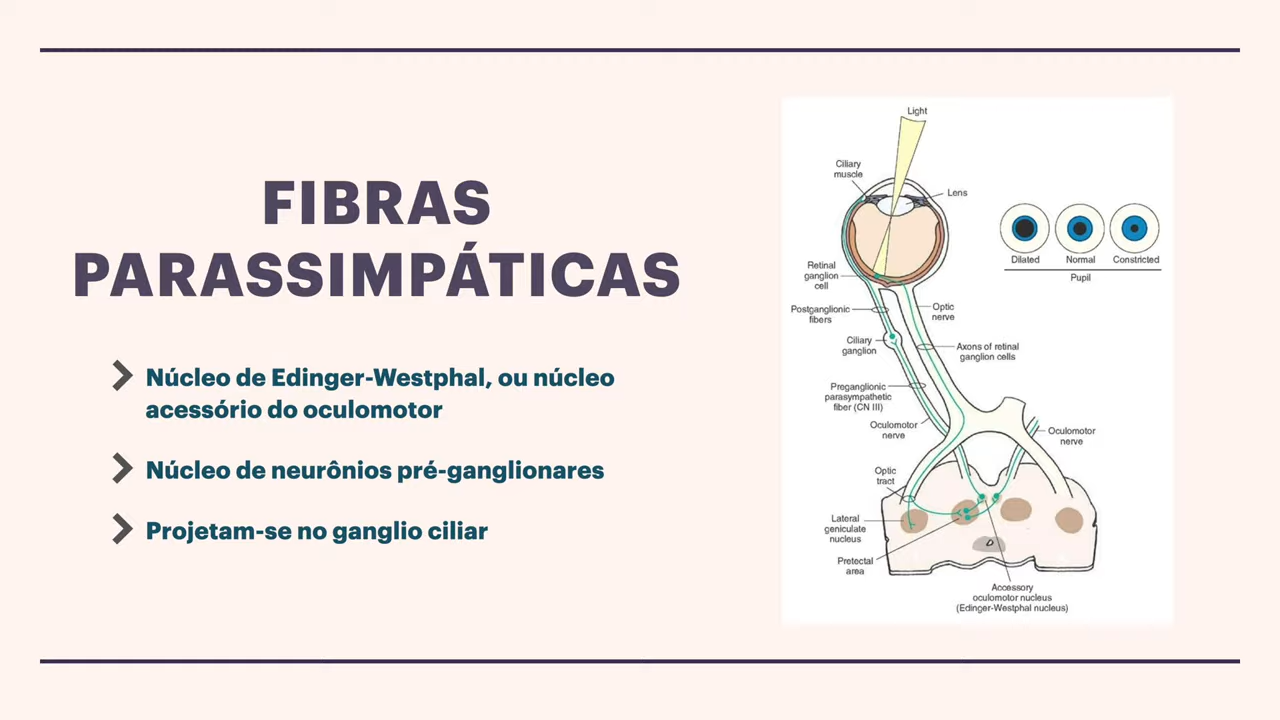 FIBRAS
PARASSIMPÁTICAS
Núcleo de Edinger-Westphal, ou núcleo
acessório do oculomotor
Núcleo de neurônios pré-ganglionares
Projetam-se no ganglio ciliar
Light
Ciliary
muscle
Lens
Retinal
ganglion
cell
Dilated
Normal
Constricted
Pupil
Postganglionic
fibers
Optic
nerve
Ciliary
ganglion
Axons of retinal
ganglion cells
Preganglionic
parasympathetic
fiber (CN III)
Oculomotor
nerve
Oculomotor
nerve
Optic
tract
Lateral
geniculate
nucleus
Pretectal
area
D
Accessory
oculomotor nucleus
(Edinger-Westphal nucleus)